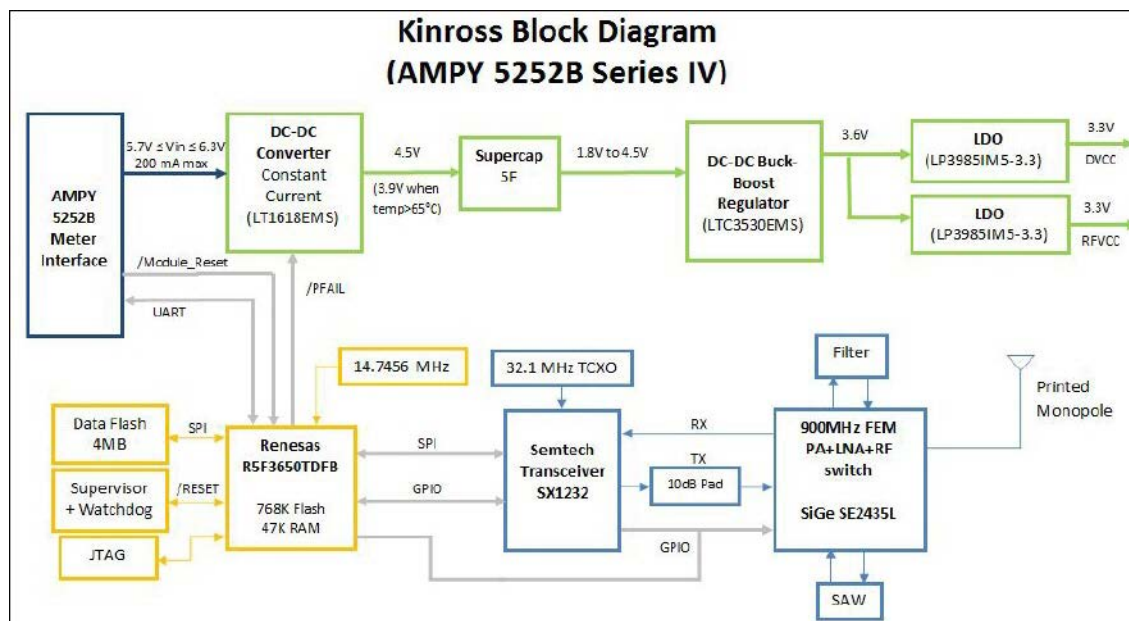 Kinross Block Diagram
(AMPY 5252B Series IV)
AMPY
5252B
Meter
Interface
5.7V ≤ Vin ≤ 6.3V
200 mA max
DC-DC
Converter
Constant
Current
(LT1618EMS)
4.5V
(3.9V when
temp>65°C)
Supercap
5F
1.8V to 4.5V
DC-DC Buck-
Boost
Regulator
(LTC3530EMS)
3.6V
LDO
(LP3985IM5-3.3)
3.3V
DVCC
LDO
(LP3985IM5-3.3)
3.3V
RFVCC
/Module_Reset
UART
/PFAIL
14.7456 MHz
32.1 MHz TCXO
Filter
Printed
Monopole
Data Flash
4MB
SPI
Supervisor
+ Watchdog
/RESET
JTAG
Renesas
R5F3650TDFB
768K Flash
47K RAM
SPI
GPIO
Semtech
Transceiver
SX1232
RX
TX
10dB Pad
GPIO
900MHz FEM
PA+LNA+RF
switch
SiGe SE2435L
SAW